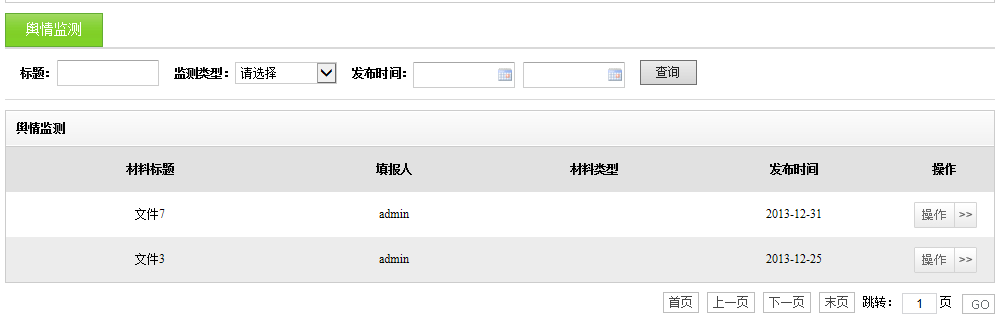 舆情监测
标题： 监测类型： 请选择 发布时间： 查询
舆情监测
材料标题 填报人 材料类型 发布时间 操作
文件7 admin 2013-12-31 操作 >>
文件3 admin 2013-12-25 操作 >>
首页 上一页 下一页 末页 跳转： 1 页 GO